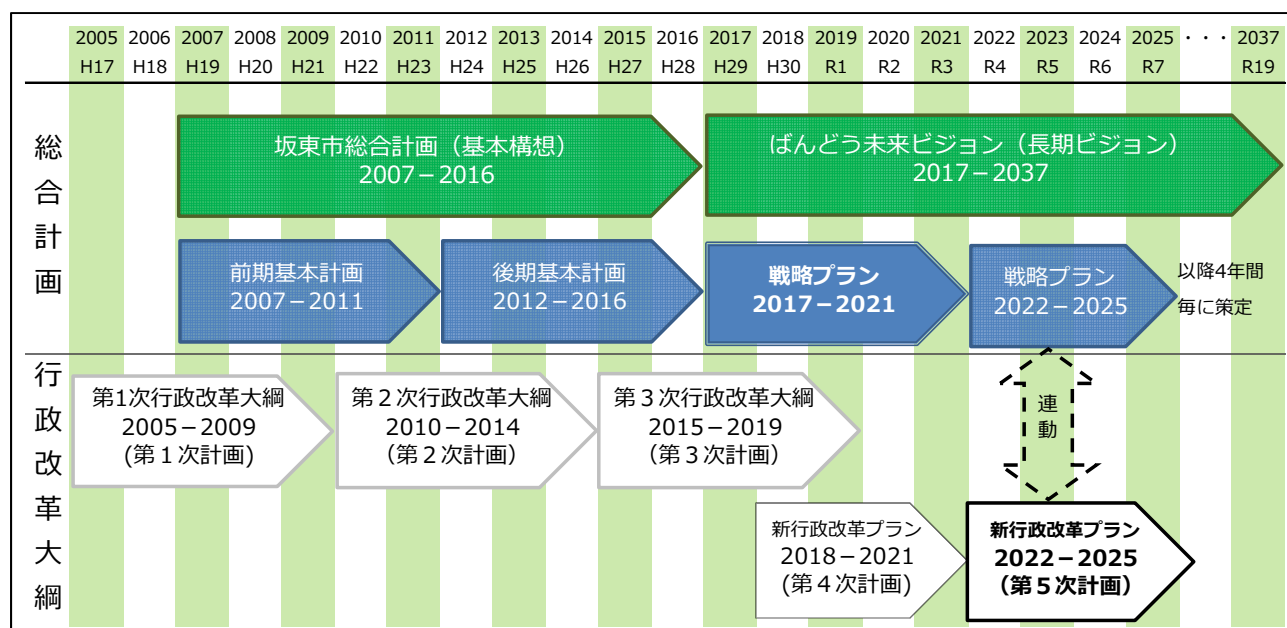 2005 2006 2007 2008 2009 2010 2011 2012 2013 2014 2015 2016 2017 2018 2019 2020 2021 2022 2023 2024 2025 ・・・ 2037
H17 H18 H19 H20 H21 H22 H23 H24 H25 H26 H27 H28 H29 H30 R1 R2 R3 R4 R5 R6 R7 R19
総合計画
坂東市総合計画（基本構想）
2007－2016
ばんどう未来ビジョン（長期ビジョン）
2017－2037
前期基本計画
2007－2011
後期基本計画
2012－2016
戦略プラン
2017－2021
戦略プラン
2022－2025
以降4年間
毎に策定
行政改革大綱
第1次行政改革大綱
2005－2009
(第１次計画)
第２次行政改革大綱
2010－2014
(第２次計画）
第３次行政改革大綱
2015－2019
（第３次計画）
連動
新行政改革プラン
2018－2021
(第４次計画)
新行政改革プラン
2022－2025
（第５次計画）